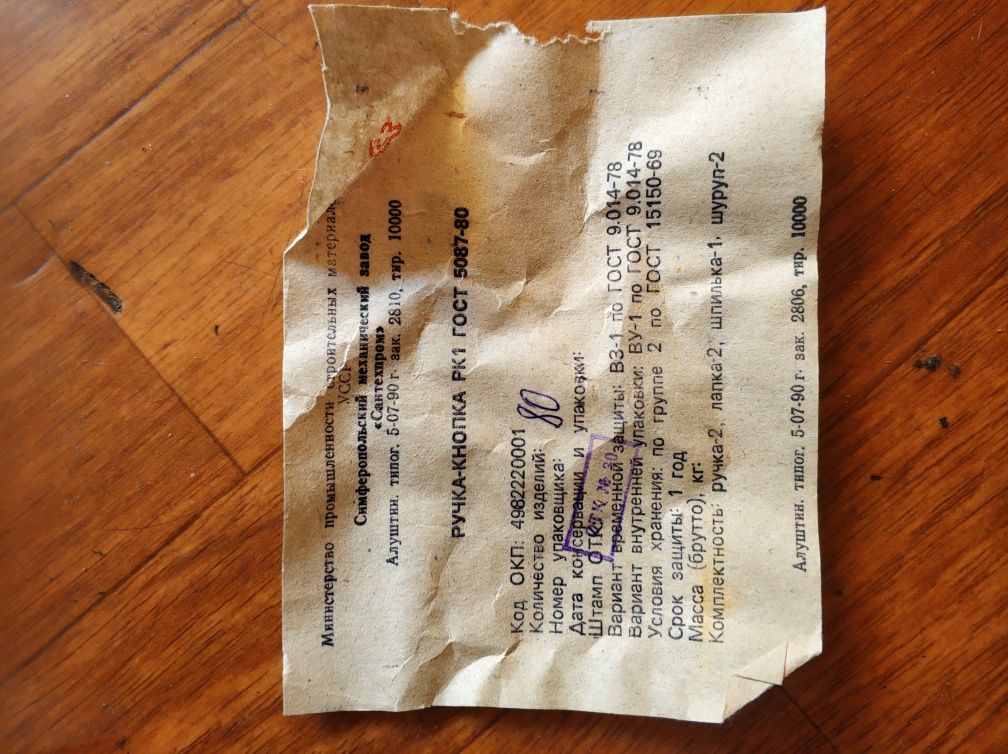 Министерство промышленности строительных материал
УССР
Симферопольский механический завод
«Сантехпром»
Алуштин. типог. 5-07-90 г. зак. 2810, тир. 10000
РУЧКА-КНОПКА РК1 ГОСТ 5087-80
Код ОКП: 4982220001
Количество изделий: 80
Номер упаковщика:
Дата консервации и упаковки:
Штамп ОТК:
Вариант временной защиты: ВЗ-1 по ГОСТ 9.014-78
Вариант внутренней упаковки: ВУ-1 по ГОСТ 9.014-78
Условия хранения: по группе 2 по ГОСТ 15150-69
Срок защиты: 1 год
Масса (брутто), кг:
Комплектность: ручка-2, лапка-2, шпилька-1, шуруп-2
Алуштин. типог. 5-07-90 г. зак. 2806, тир. 10000